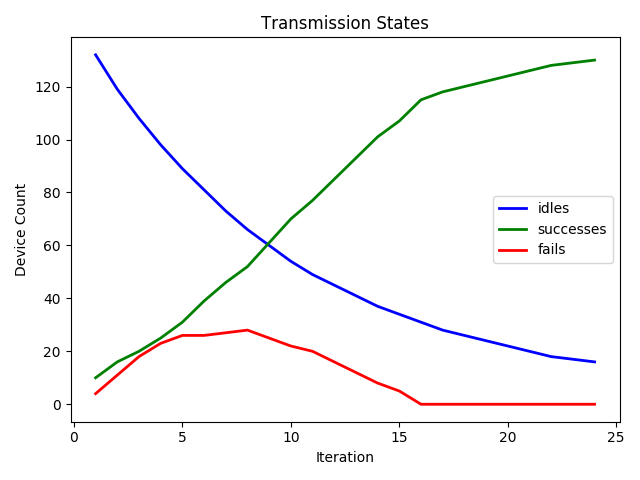 Transmission States
Device Count
120
100
80
60
40
20
0
idles
successes
fails
0 5 10 15 20 25
Iteration